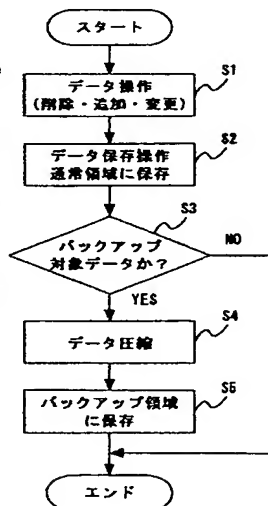 スタート
S1
データ操作
(削除・追加・変更)
S2
データ保存操作
通常領域に保存
S3
バックアップ
対象データか?
NO
YES
S4
データ圧縮
S5
バックアップ領域
に保存
エンド